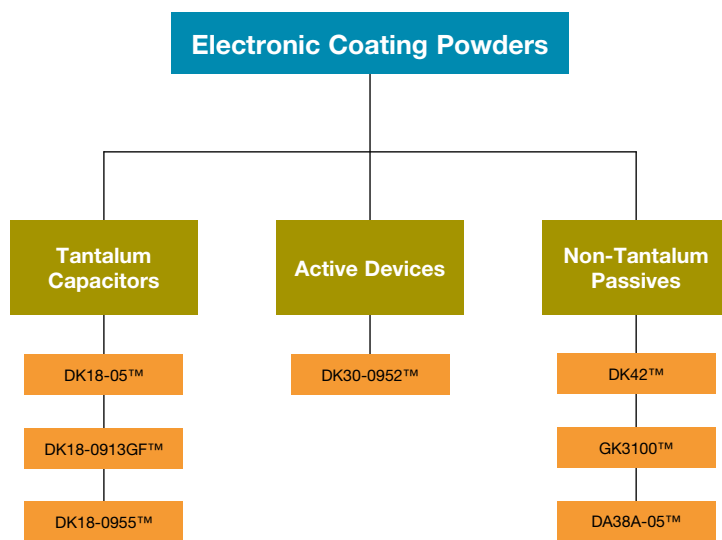 Electronic Coating Powders
Tantalum
Capacitors
Active Devices
Non-Tantalum
Passives
DK18-05™
DK30-0952™
DK42™
DK18-0913GF™
GK3100™
DK18-0955™
DA38A-05™